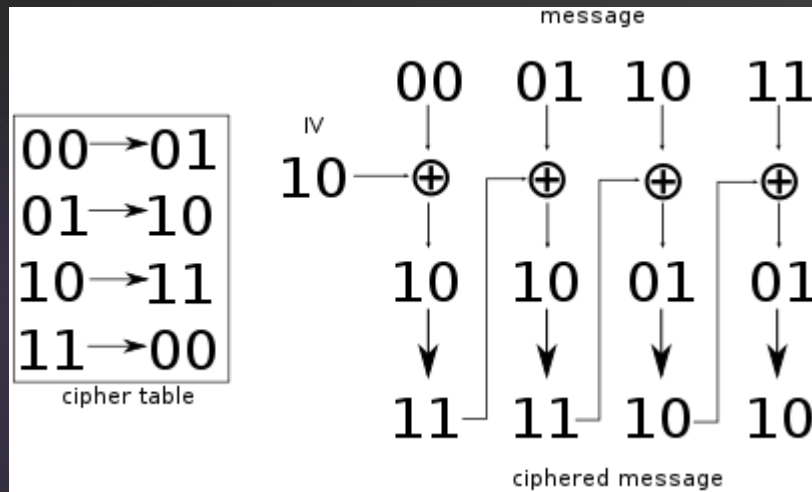 message
00 01 10 11
IV
10
10 10 01 01
11 11 10 10
ciphered message
00 01
01 10
10 11
11 00
cipher table